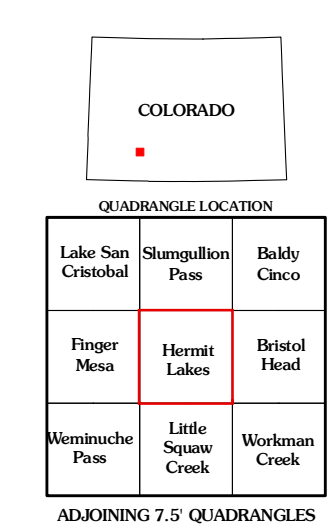 COLORADO
QUADRANGLE LOCATION
Lake San
Cristobal
Slumgullion
Pass
Baldy
Cinco
Finger
Mesa
Hermit
Lakes
Bristol
Head
Weminuche
Pass
Little
Squaw
Creek
Workman
Creek
ADJOINING 7.5' QUADRANGLES